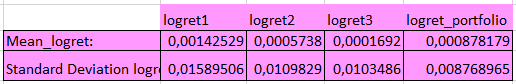 logret1 logret2 logret3 logret_portfolio
Mean_logret: 0,00142529 0,0005738 0,0001692 0,000878179
Standard Deviation logre 0,01589506 0,0109829 0,0103486 0,008768965